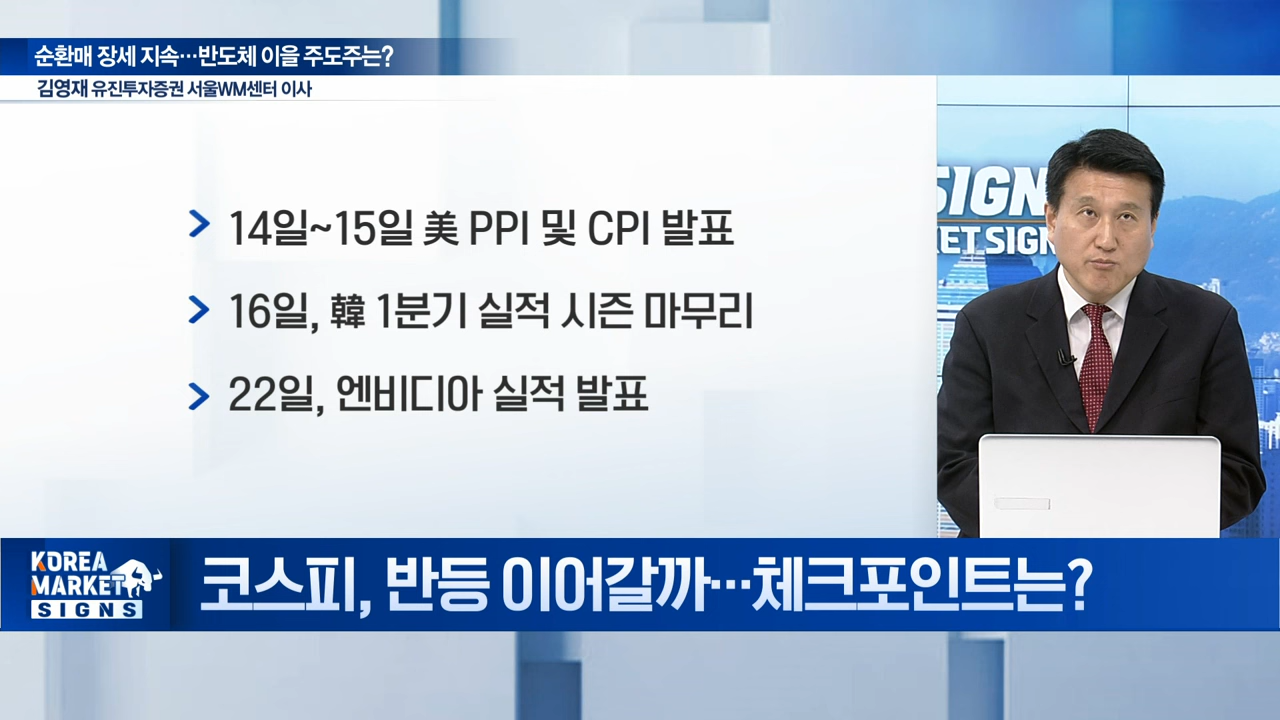 순환매 장세 지속…반도체 이을 주도주는?
김영재 유진투자증권 서울WM센터 이사
14일~15일 美 PPI 및 CPI 발표
16일, 韓 1분기 실적 시즌 마무리
22일, 엔비디아 실적 발표
SIGN
KET SIGN
KOREA
MARKET
SIGNS
코스피, 반등 이어갈까…체크포인트는?